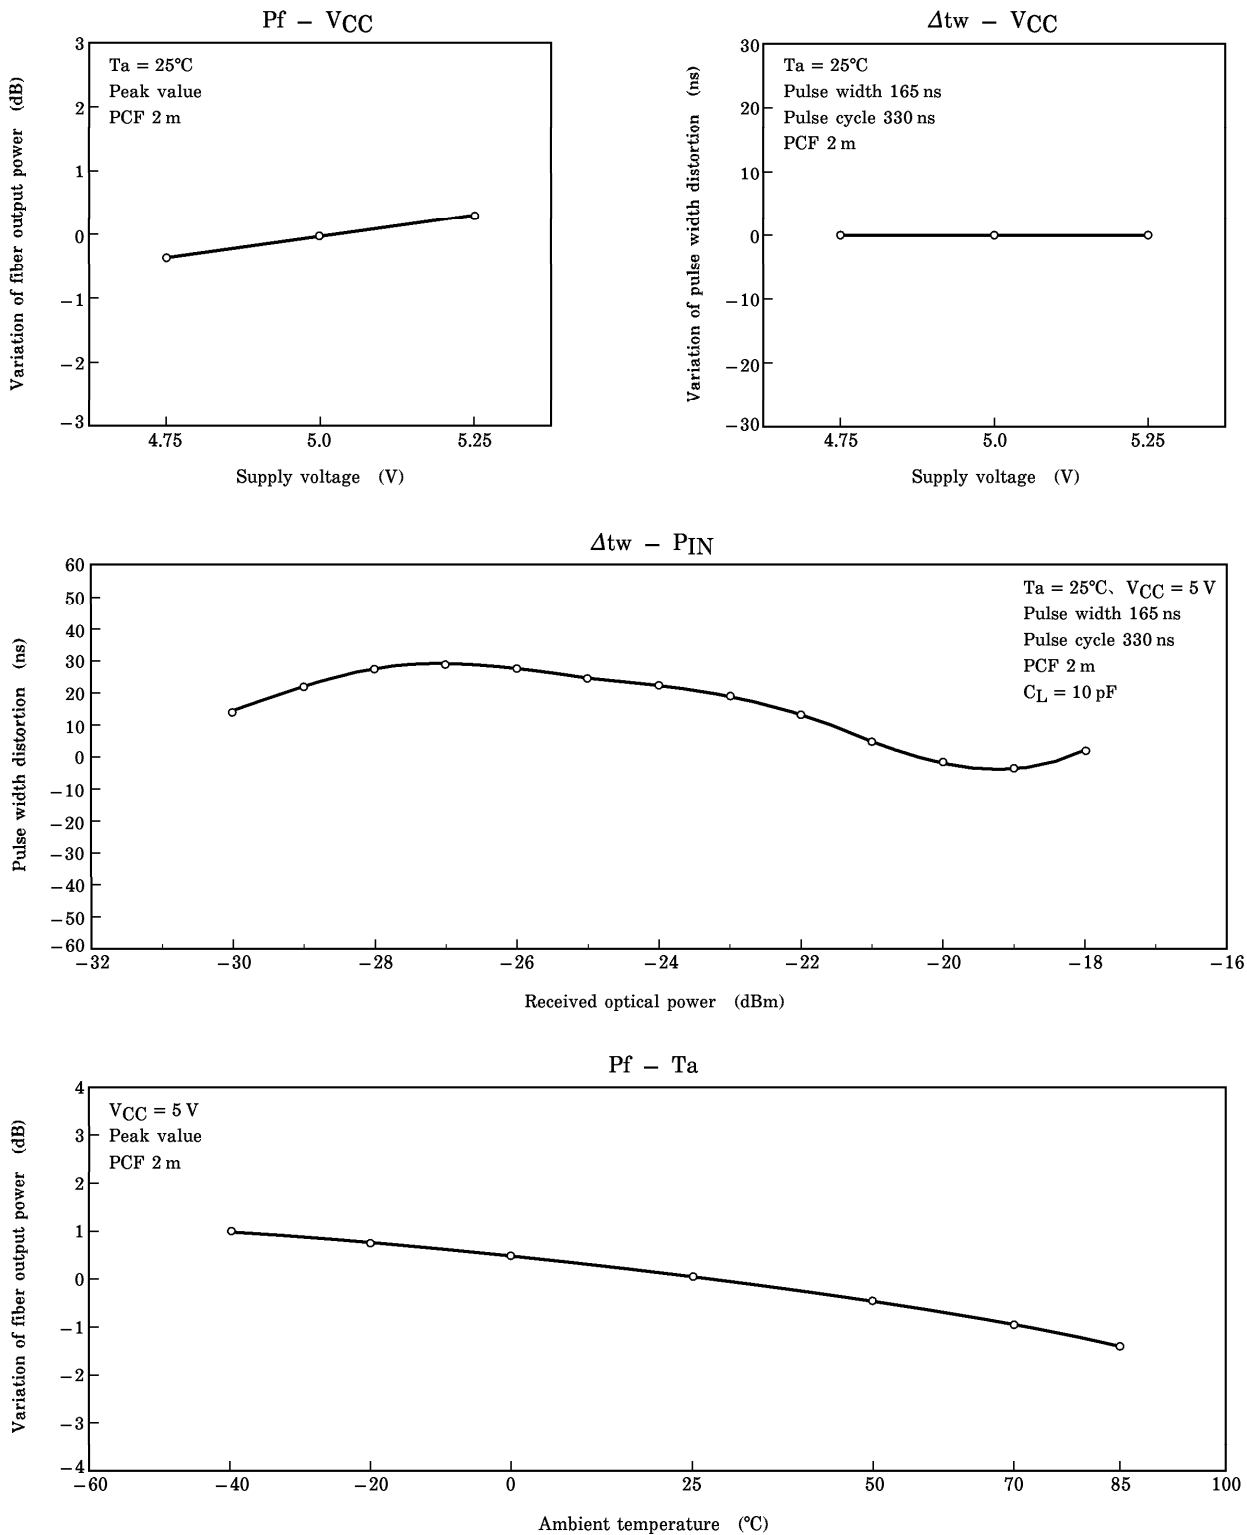 Pf – VCC
3
2
1
0
−1
−2
−3
Variation of fiber output power (dB)
Ta = 25°C
Peak value
PCF 2 m
4.75 5.0 5.25
Supply voltage (V)
Δtw – VCC
30
20
10
0
−10
−20
−30
Variation of pulse width distortion (ns)
Ta = 25°C
Pulse width 165 ns
Pulse cycle 330 ns
PCF 2 m
4.75 5.0 5.25
Supply voltage (V)
Δtw – PIN
60
50
40
30
20
10
0
−10
−20
−30
−40
−50
−60
Pulse width distortion (ns)
Ta = 25°C、VCC = 5 V
Pulse width 165 ns
Pulse cycle 330 ns
PCF 2 m
CL = 10 pF
−32 −30 −28 −26 −24 −22 −20 −18 −16
Received optical power (dBm)
Pf – Ta
4
3
2
1
0
−1
−2
−3
−4
Variation of fiber output power (dB)
VCC = 5 V
Peak value
PCF 2 m
−60 −40 −20 0 25 50 70 85 100
Ambient temperature (°C)